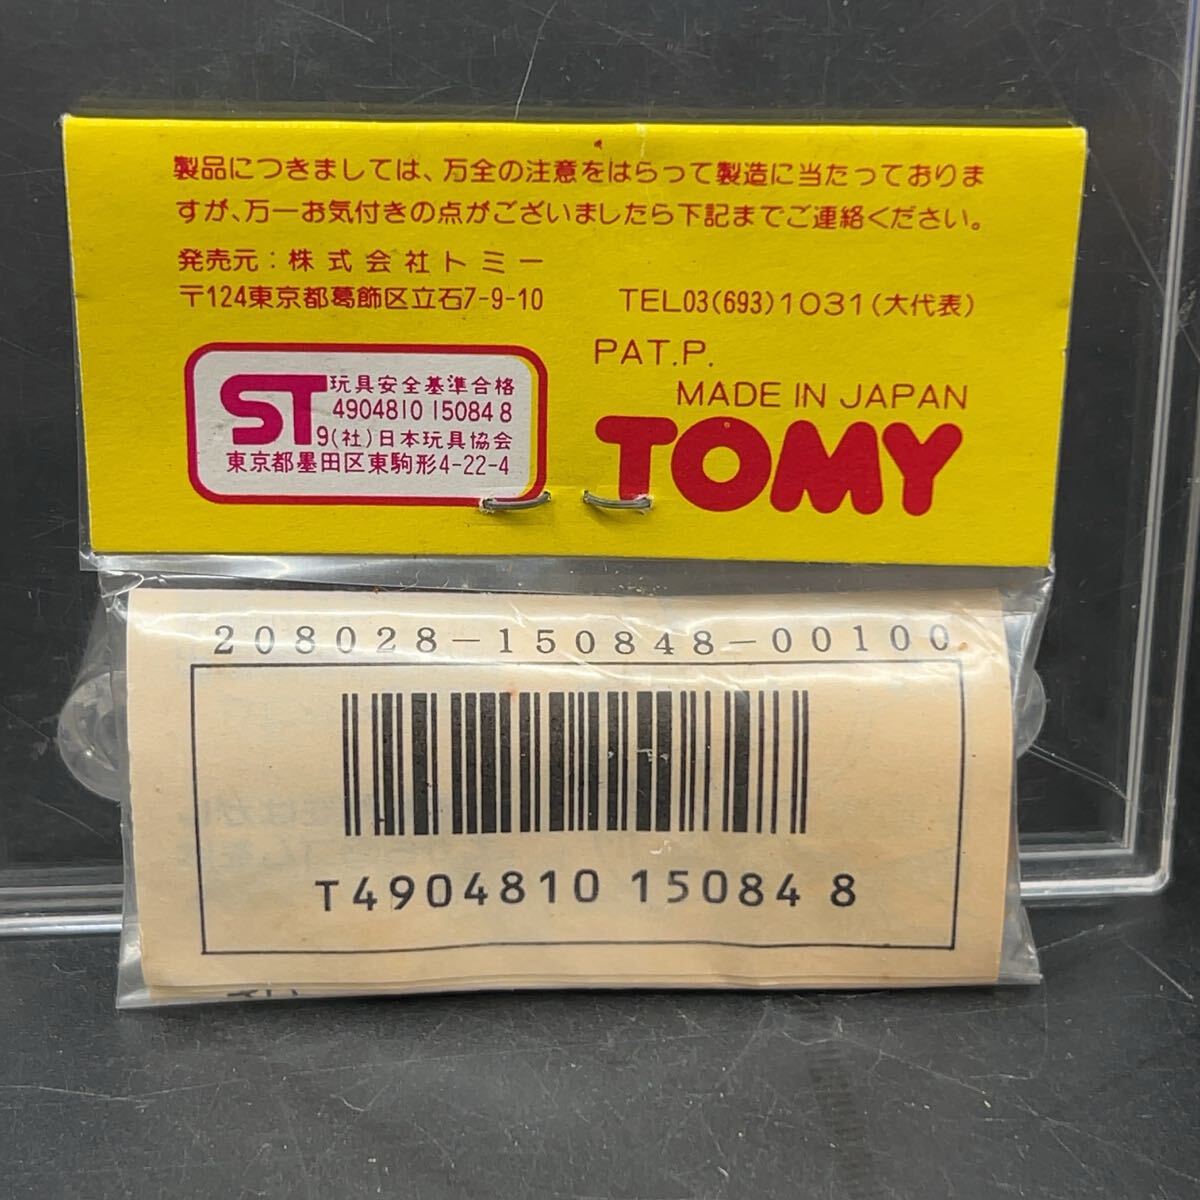 製品につきましては、万全の注意をはらって製造に当たっておりま
すが、万一お気付きの点がございましたら下記までご連絡ください。
発売元：株式会社トミー
〒124東京都葛飾区立石7-9-10
TEL03(693)1031(大代表)
PAT.P.
MADE IN JAPAN
TOMY
ST 玩具安全基準合格
4904810 15084 8
9(社)日本玩具協会
東京都墨田区東駒形4-22-4
208028-150848-00100
T4904810 15084 8